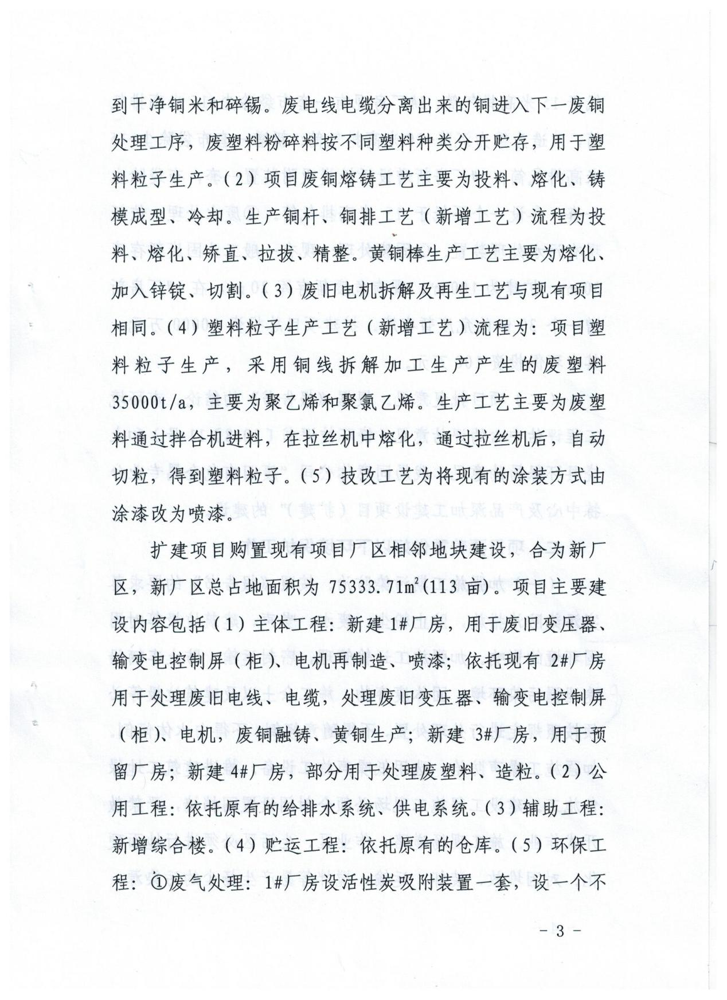 到干净铜米和碎锡。废电线电缆分离出来的铜进入下一废铜
处理工序，废塑料粉碎料按不同塑料种类分开贮存，用于塑
料粒子生产。(2)项目废铜熔铸工艺主要为投料、熔化、铸
模成型、冷却。生产铜杆、铜排工艺（新增工艺）流程为投
料、熔化、矫直、拉拔、精整。黄铜棒生产工艺主要为熔化、
加入锌锭、切割。(3)废旧电机拆解及再生工艺与现有项目
相同。(4)塑料粒子生产工艺（新增工艺）流程为：项目塑
料粒子生产，采用铜线拆解加工生产产生的废塑料
35000t/a，主要为聚乙烯和聚氯乙烯。生产工艺主要为废塑
料通过拌合机进料，在拉丝机中熔化，通过拉丝机后，自动
切粒，得到塑料粒子。(5)技改工艺为将现有的涂装方式由
涂漆改为喷漆。
扩建项目购置现有项目厂区相邻地块建设，合为新厂
区，新厂区总占地面积为 75333.71m²(113 亩)。项目主要建
设内容包括（1）主体工程：新建 1#厂房，用于废旧变压器、
输变电控制屏（柜）、电机再制造、喷漆；依托现有 2#厂房
用于处理废旧电线、电缆，处理废旧变压器、输变电控制屏
（柜）、电机，废铜融铸、黄铜生产；新建 3#厂房，用于预
留厂房；新建 4#厂房，部分用于处理废塑料、造粒。(2)公
用工程：依托原有的给排水系统、供电系统。(3)辅助工程：
新增综合楼。(4)贮运工程：依托原有的仓库。(5)环保工
程：①废气处理：1#厂房设活性炭吸附装置一套，设一个不
- 3 -